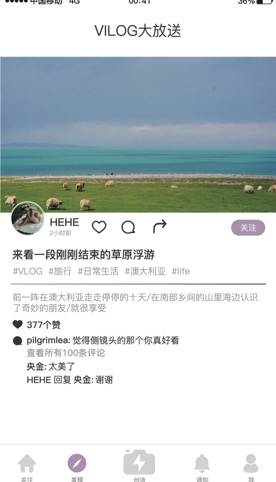 中国移动 4G 00:41 36%
VILOG大放送
HEHE
2小时前
关注
来看一段刚刚结束的草原浮游
#VLOG #旅行 #日常生活 #澳大利亚 #life
前一阵在澳大利亚走走停停的十天/在南部乡间的山里海边认识
了奇妙的朋友/就很享受
377个赞
pilgrimlea: 觉得侧镜头的那个你真好看
查看所有100条评论
央金: 太美了
HEHE 回复 央金: 谢谢
关注 发现 创造 通知 我